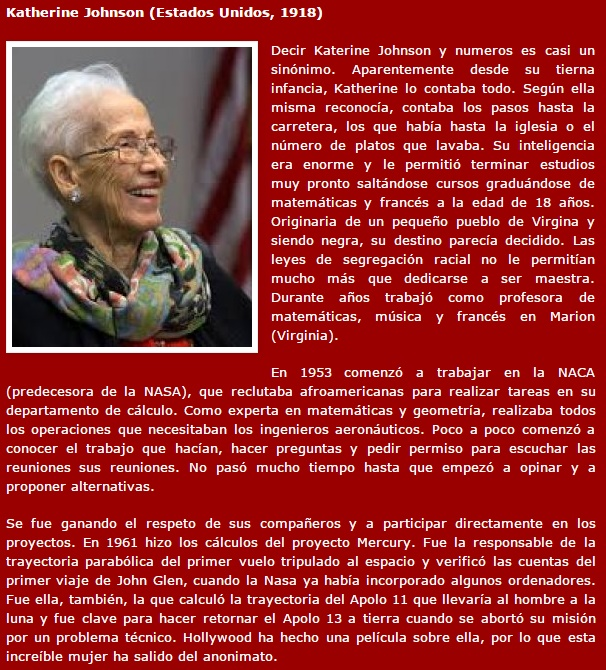 Katherine Johnson (Estados Unidos, 1918)
Decir Katerine Johnson y numeros es casi un
sinónimo. Aparentemente desde su tierna
infancia, Katherine lo contaba todo. Según ella
misma reconocía, contaba los pasos hasta la
carretera, los que había hasta la iglesia o el
número de platos que lavaba. Su inteligencia
era enorme y le permitió terminar estudios
muy pronto saltándose cursos graduándose de
matemáticas y francés a la edad de 18 años.
Originaria de un pequeño pueblo de Virgina y
siendo negra, su destino parecía decidido. Las
leyes de segregación racial no le permitían
mucho más que dedicarse a ser maestra.
Durante años trabajó como profesora de
matemáticas, música y francés en Marion
(Virginia).
En 1953 comenzó a trabajar en la NACA
(predecesora de la NASA), que reclutaba afroamericanas para realizar tareas en su
departamento de cálculo. Como experta en matemáticas y geometría, realizaba todos
los operaciones que necesitaban los ingenieros aeronáuticos. Poco a poco comenzó a
conocer el trabajo que hacían, hacer preguntas y pedir permiso para escuchar las
reuniones sus reuniones. No pasó mucho tiempo hasta que empezó a opinar y a
proponer alternativas.
Se fue ganando el respeto de sus compañeros y a participar directamente en los
proyectos. En 1961 hizo los cálculos del proyecto Mercury. Fue la responsable de la
trayectoria parabólica del primer vuelo tripulado al espacio y verificó las cuentas del
primer viaje de John Glen, cuando la Nasa ya había incorporado algunos ordenadores.
Fue ella, también, la que calculó la trayectoria del Apolo 11 que llevaría al hombre a la
luna y fue clave para hacer retornar el Apolo 13 a tierra cuando se abortó su misión
por un problema técnico. Hollywood ha hecho una película sobre ella, por lo que esta
increíble mujer ha salido del anonimato.